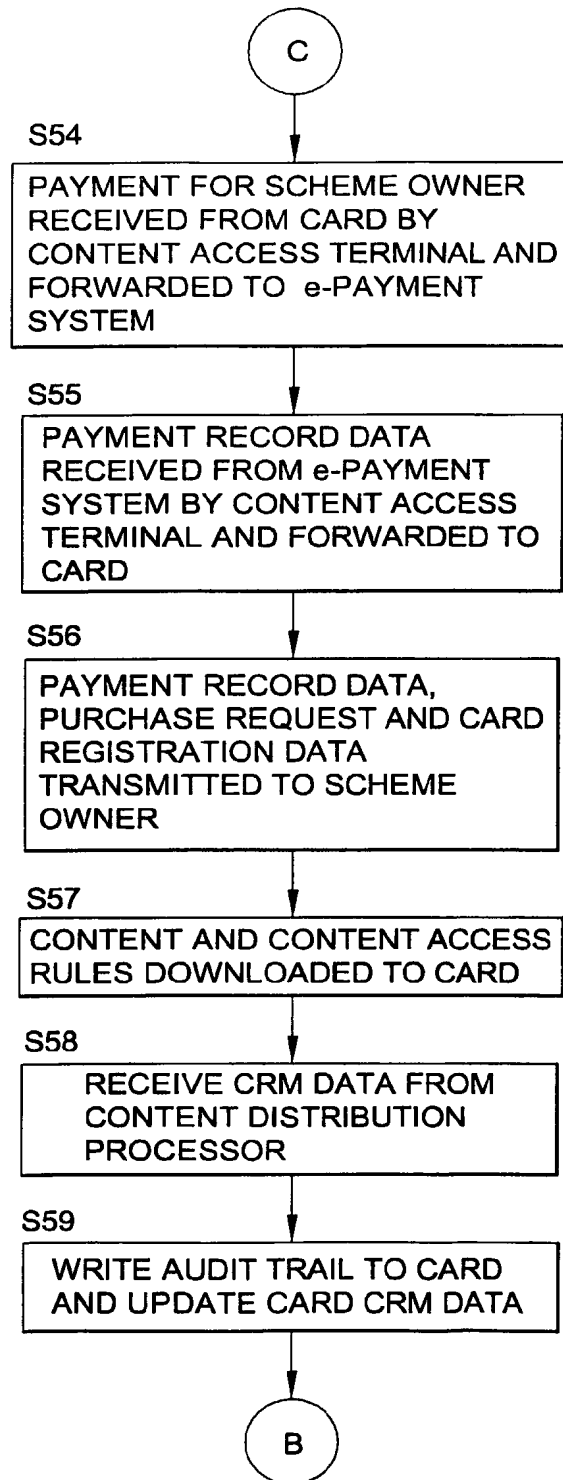 C
S54
PAYMENT FOR SCHEME OWNER
RECEIVED FROM CARD BY
CONTENT ACCESS TERMINAL AND
FORWARDED TO e-PAYMENT
SYSTEM
S55
PAYMENT RECORD DATA
RECEIVED FROM e-PAYMENT
SYSTEM BY CONTENT ACCESS
TERMINAL AND FORWARDED TO
CARD
S56
PAYMENT RECORD DATA,
PURCHASE REQUEST AND CARD
REGISTRATION DATA
TRANSMITTED TO SCHEME
OWNER
S57
CONTENT AND CONTENT ACCESS
RULES DOWNLOADED TO CARD
S58
RECEIVE CRM DATA FROM
CONTENT DISTRIBUTION
PROCESSOR
S59
WRITE AUDIT TRAIL TO CARD
AND UPDATE CARD CRM DATA
B